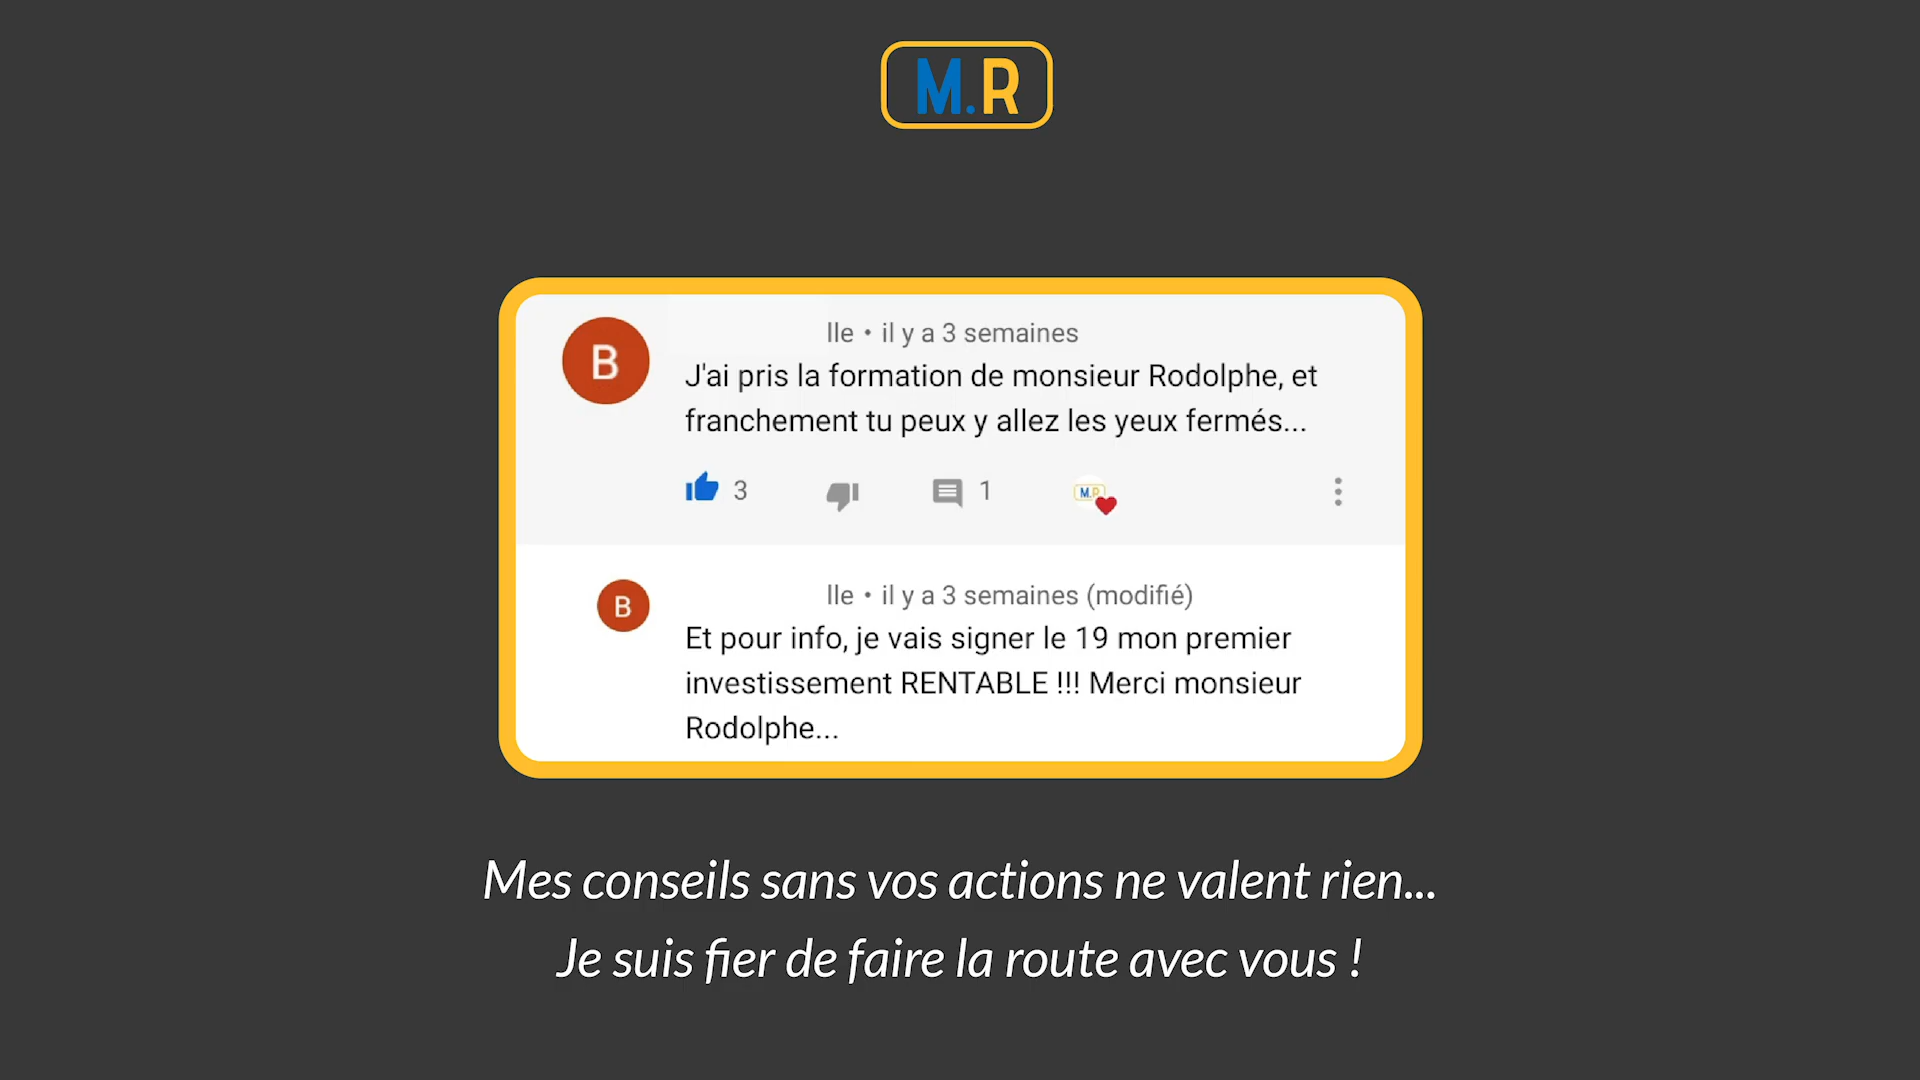 M.R
B
lle • il y a 3 semaines
J'ai pris la formation de monsieur Rodolphe, et
franchement tu peux y allez les yeux fermés...
3
1
M.R
B
lle • il y a 3 semaines (modifié)
Et pour info, je vais signer le 19 mon premier
investissement RENTABLE !!! Merci monsieur
Rodolphe...
Mes conseils sans vos actions ne valent rien...
Je suis fier de faire la route avec vous !